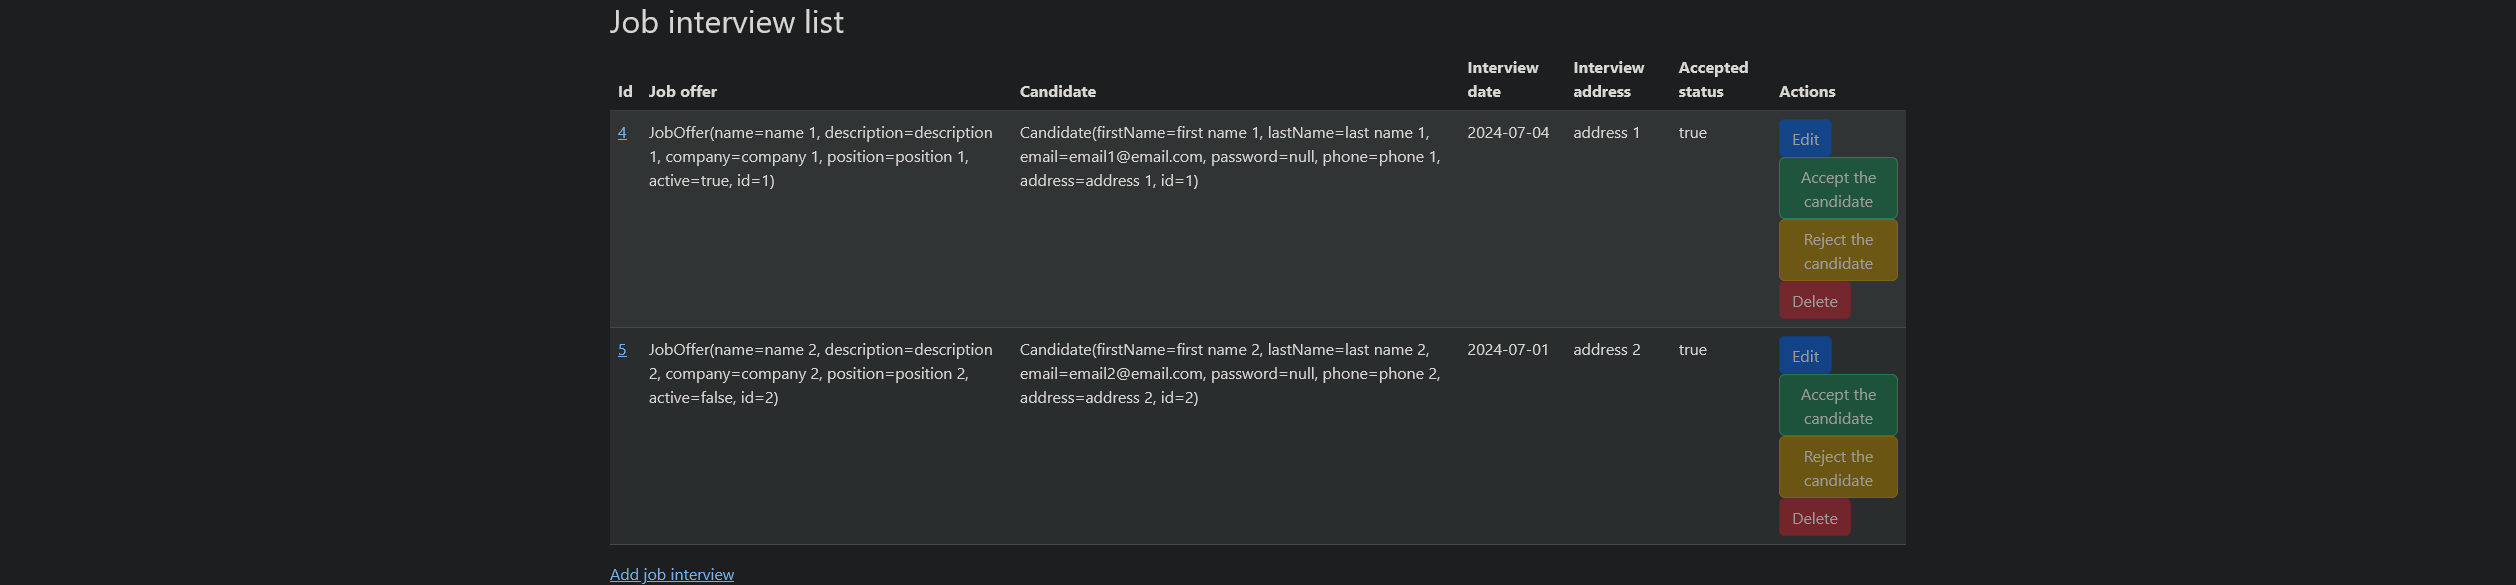 Job interview list
Id Job offer Candidate Interview date Interview address Accepted status Actions
4 JobOffer(name=name 1, description=description Candidate(firstName=first name 1, lastName=last name 1, 2024-07-04 address 1 true Edit
1, company=company 1, position=position 1, email=email1@email.com, password=null, phone=phone 1,
active=true, id=1) address=address 1, id=1)
Accept the
candidate
Reject the
candidate
Delete
5 JobOffer(name=name 2, description=description Candidate(firstName=first name 2, lastName=last name 2, 2024-07-01 address 2 true Edit
2, company=company 2, position=position 2, email=email2@email.com, password=null, phone=phone 2,
active=false, id=2) address=address 2, id=2)
Accept the
candidate
Reject the
candidate
Delete
Add job interview